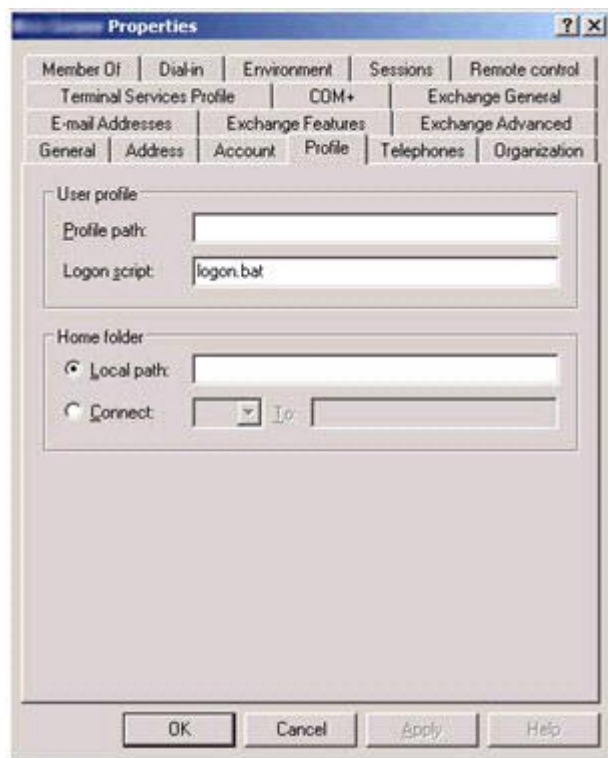 Properties
Member Of Dial-in Environment Sessions Remote control
Terminal Services Profile COM+ Exchange General
E-mail Addresses Exchange Features Exchange Advanced
General Address Account Profile Telephones Organization
User profile
Profile path:
Logon script: logon.bat
Home folder
Local path:
Connect: To:
OK Cancel Apply Help